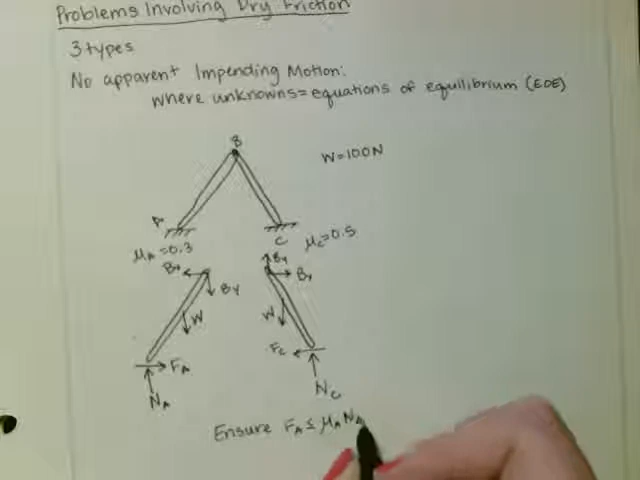 Problems Involving Dry Friction
3 types
No apparent Impending Motion:
where unknowns = equations of equilibrium (EOE)
B
W=100N
A
C
μA=0.3
μC=0.5
Bx
By
By
Bx
W
W
FA
FC
NA
NC
Ensure FA ≤ μA NA